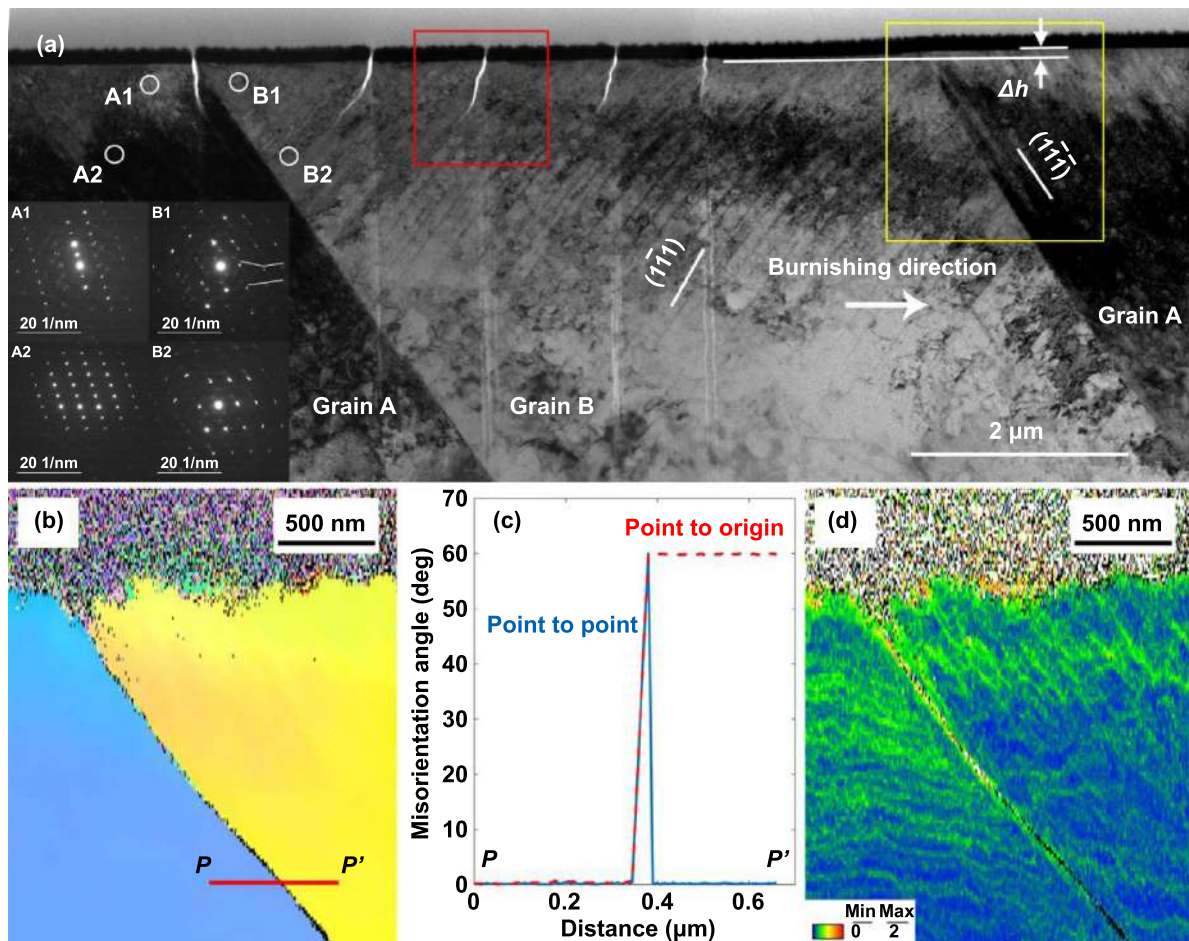 (a)
A1
B1
A2
B2
Δh
(11̅1̅)
(11̅1)
Burnishing direction
A1
B1
20 1/nm
20 1/nm
A2
B2
20 1/nm
20 1/nm
Grain A
Grain B
Grain A
2 μm
(b)
500 nm
P
P'
(c)
70
60
50
40
30
20
10
0
Misorientation angle (deg)
Point to origin
Point to point
P
P'
0
0.2
0.4
0.6
Distance (μm)
(d)
500 nm
Min Max
0 2